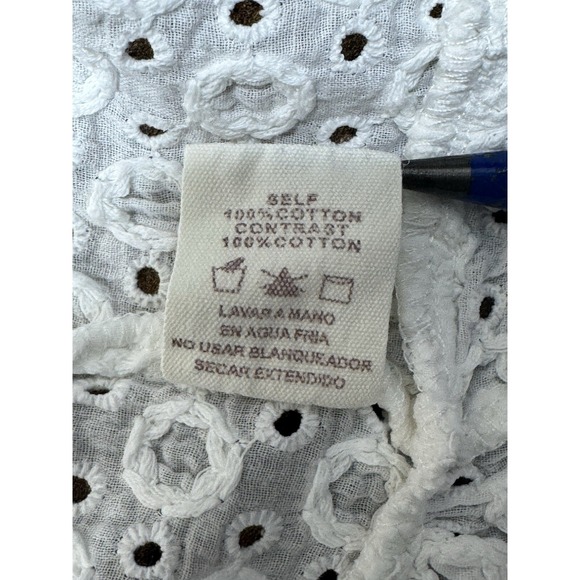 SELF
100% COTTON
CONTRAST
100% COTTON
LAVAR A MANO
EN AGUA FRIA
NO USAR BLANQUEADOR
SECAR EXTENDIDO